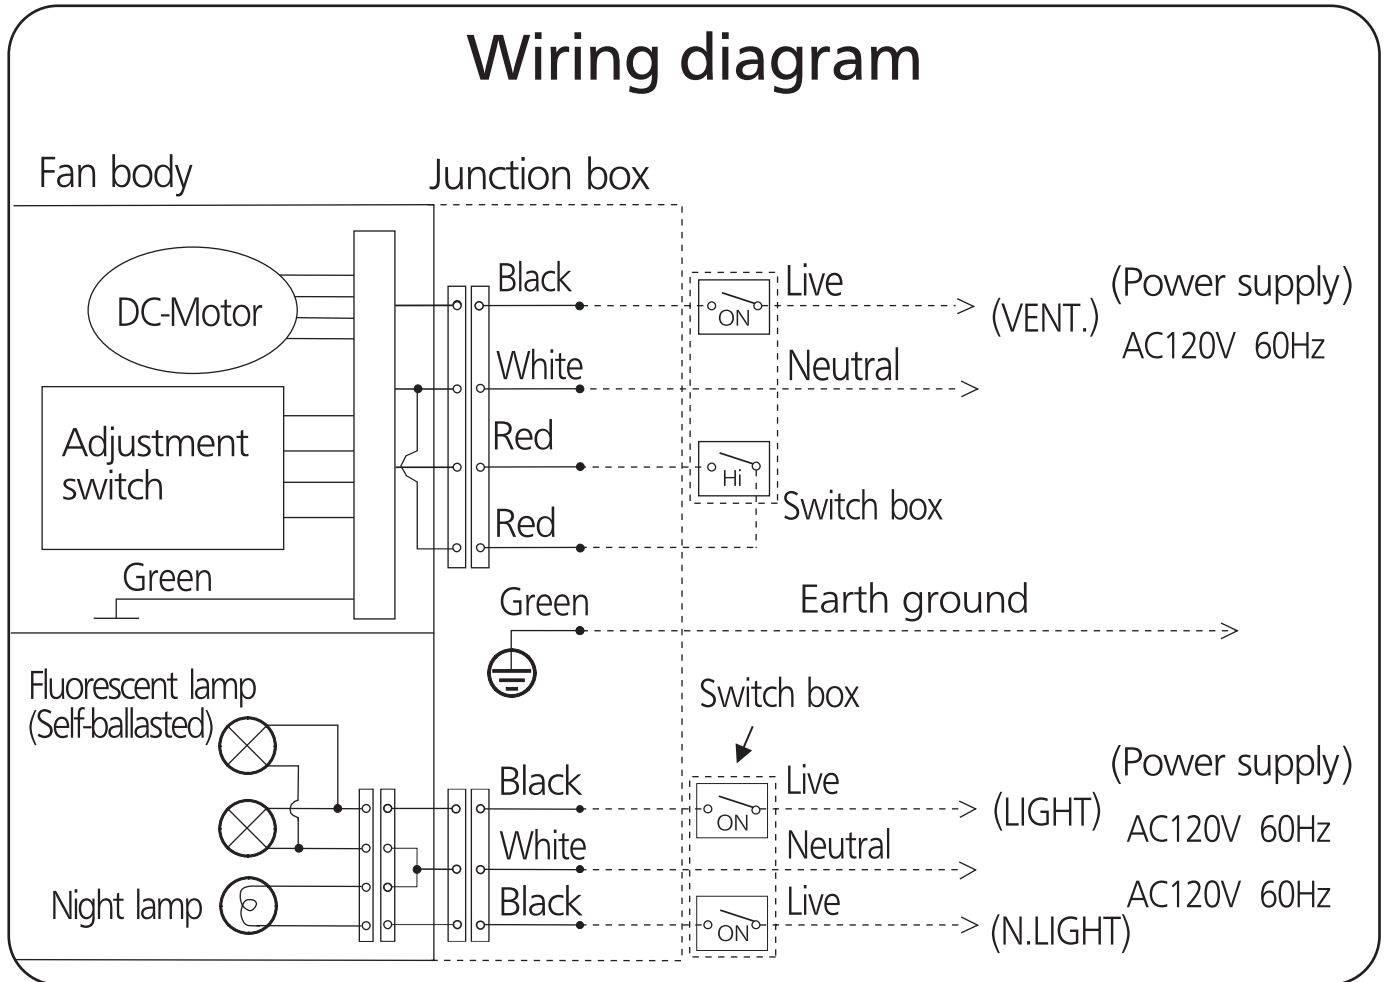 Wiring diagram
Fan body
Junction box
DC-Motor
Adjustment
switch
Green
Black
White
Red
Red
Green
ON
Hi
Live
Neutral
Switch box
Earth ground
(VENT.)
(Power supply)
AC120V 60Hz
Fluorescent lamp
(Self-ballasted)
Night lamp
Black
White
Black
Switch box
ON
ON
Live
Neutral
Live
(LIGHT)
(N.LIGHT)
(Power supply)
AC120V 60Hz
AC120V 60Hz